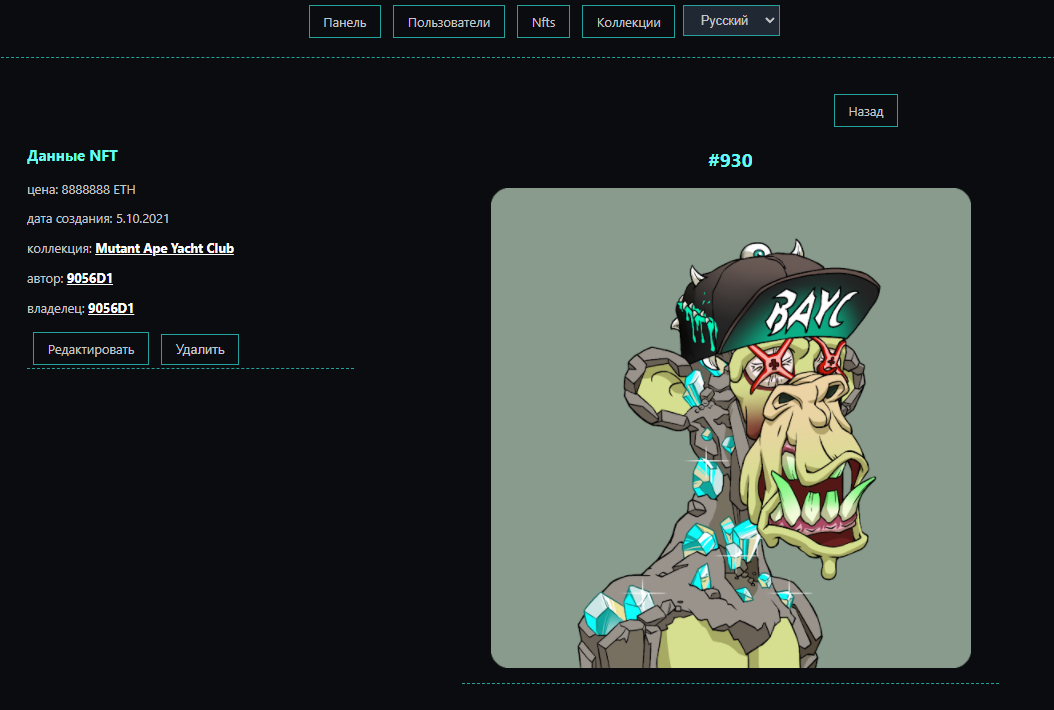 Панель Пользователи Nfts Коллекции Русский
Назад
Данные NFT
цена: 8888888 ETH
дата создания: 5.10.2021
коллекция: Mutant Ape Yacht Club
автор: 9056D1
владелец: 9056D1
Редактировать Удалить
#930
BAYC